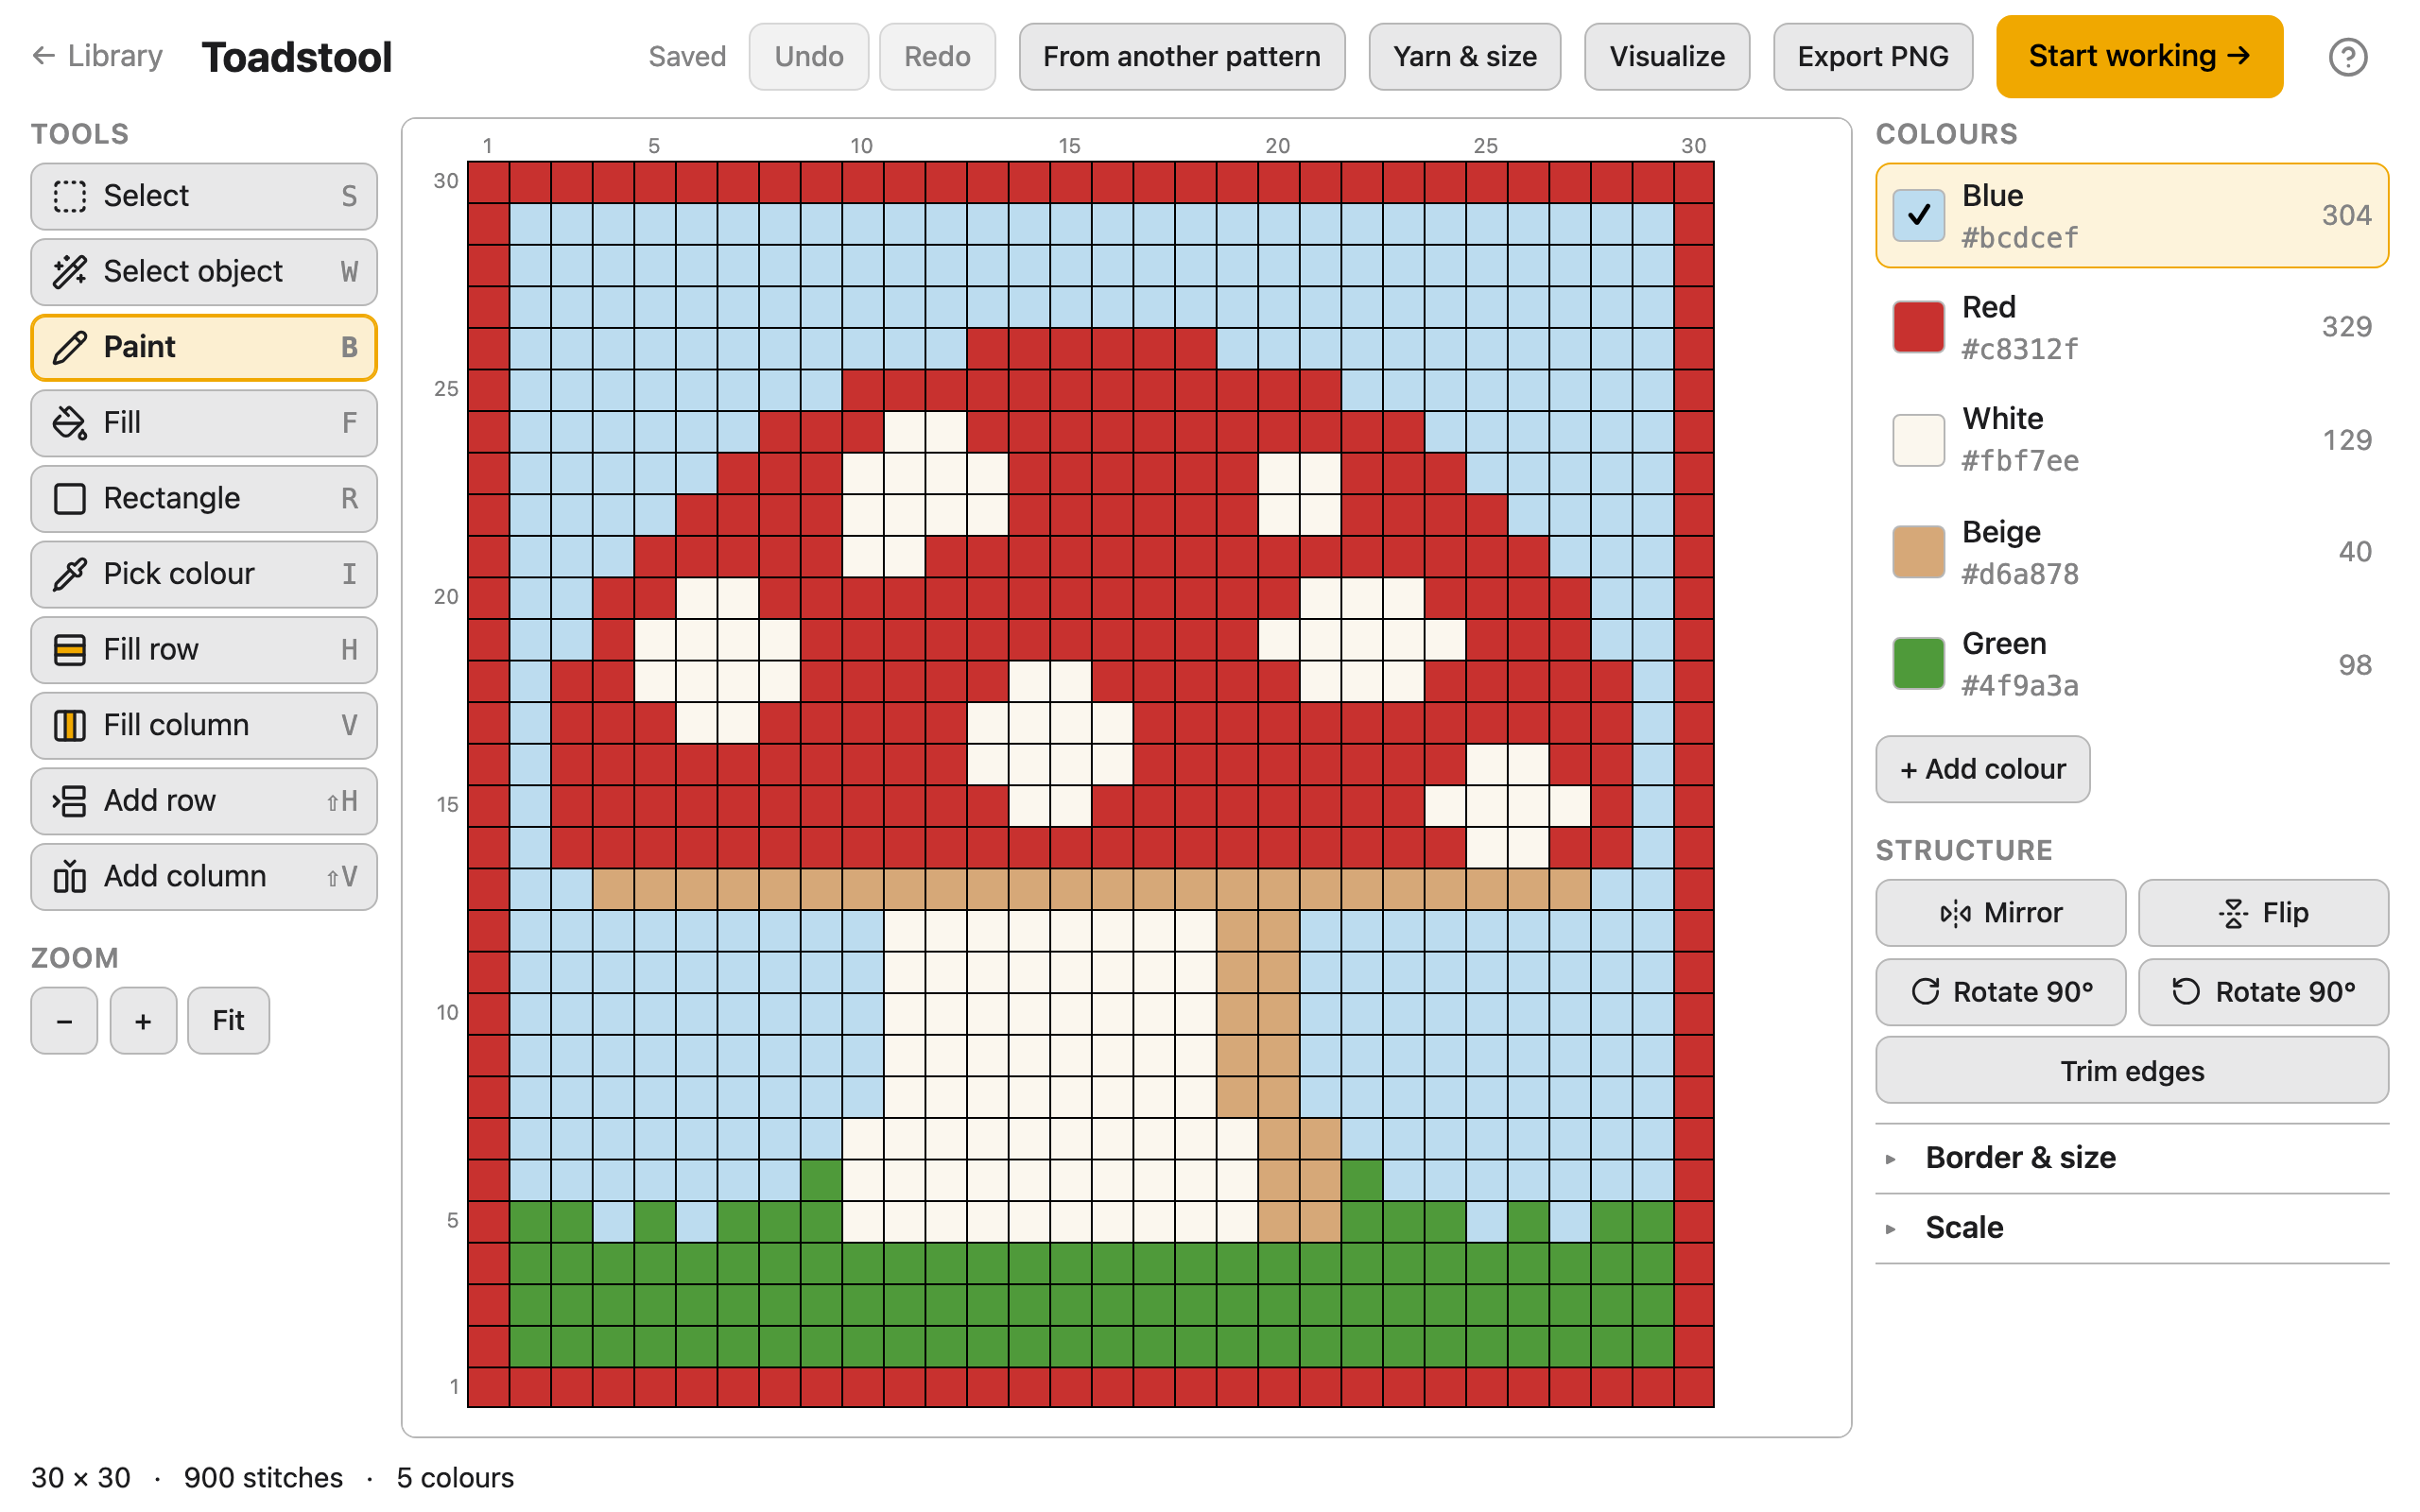 ← Library
Toadstool
Saved
Undo
Redo
From another pattern
Yarn & size
Visualize
Export PNG
Start working →
?
TOOLS
Select S
Select object W
Paint B
Fill F
Rectangle R
Pick colour I
Fill row H
Fill column V
Add row ⇧H
Add column ⇧V
ZOOM
− + Fit
1 5 10 15 20 25 30
30
25
20
15
10
5
1
COLOURS
Blue
#bcdcef
304
Red
#c8312f
329
White
#fbf7ee
129
Beige
#d6a878
40
Green
#4f9a3a
98
+ Add colour
STRUCTURE
Mirror
Flip
Rotate 90°
Rotate 90°
Trim edges
▸ Border & size
▸ Scale
30 × 30 · 900 stitches · 5 colours